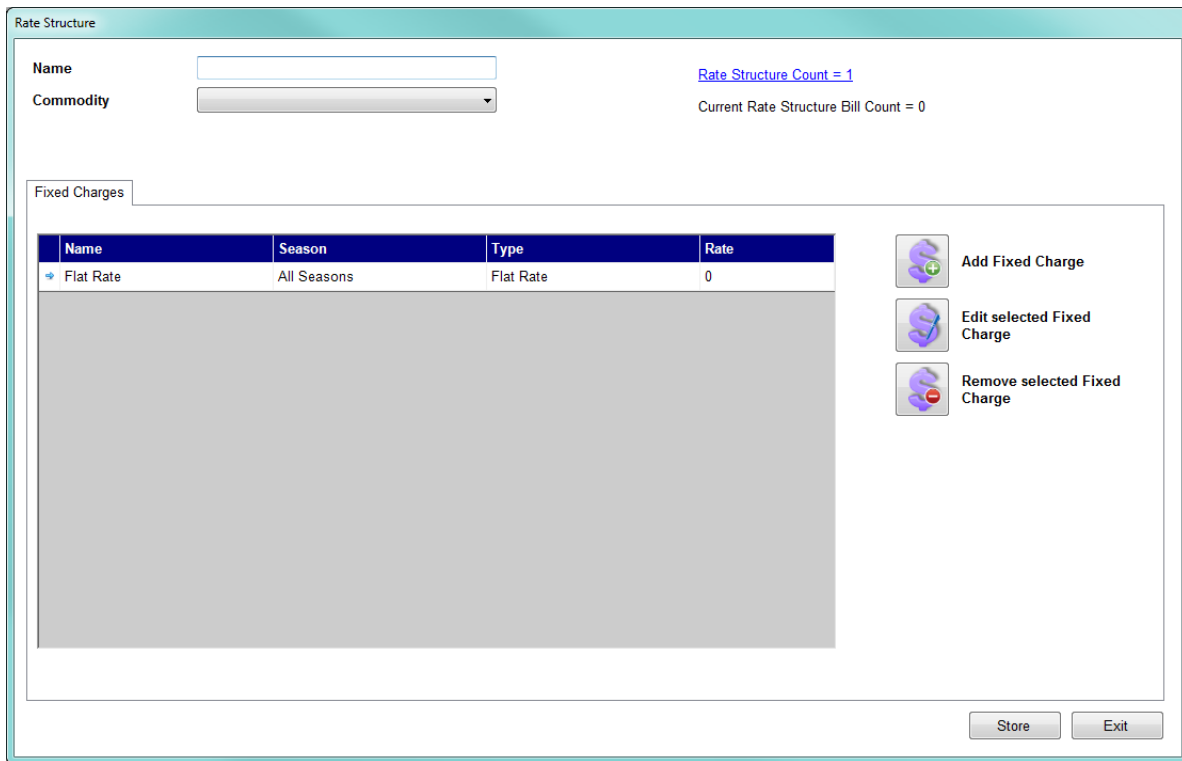 Rate Structure
Name
Rate Structure Count = 1
Commodity
Current Rate Structure Bill Count = 0
Fixed Charges
Name Season Type Rate
Flat Rate All Seasons Flat Rate 0
Add Fixed Charge
Edit selected Fixed
Charge
Remove selected Fixed
Charge
Store Exit